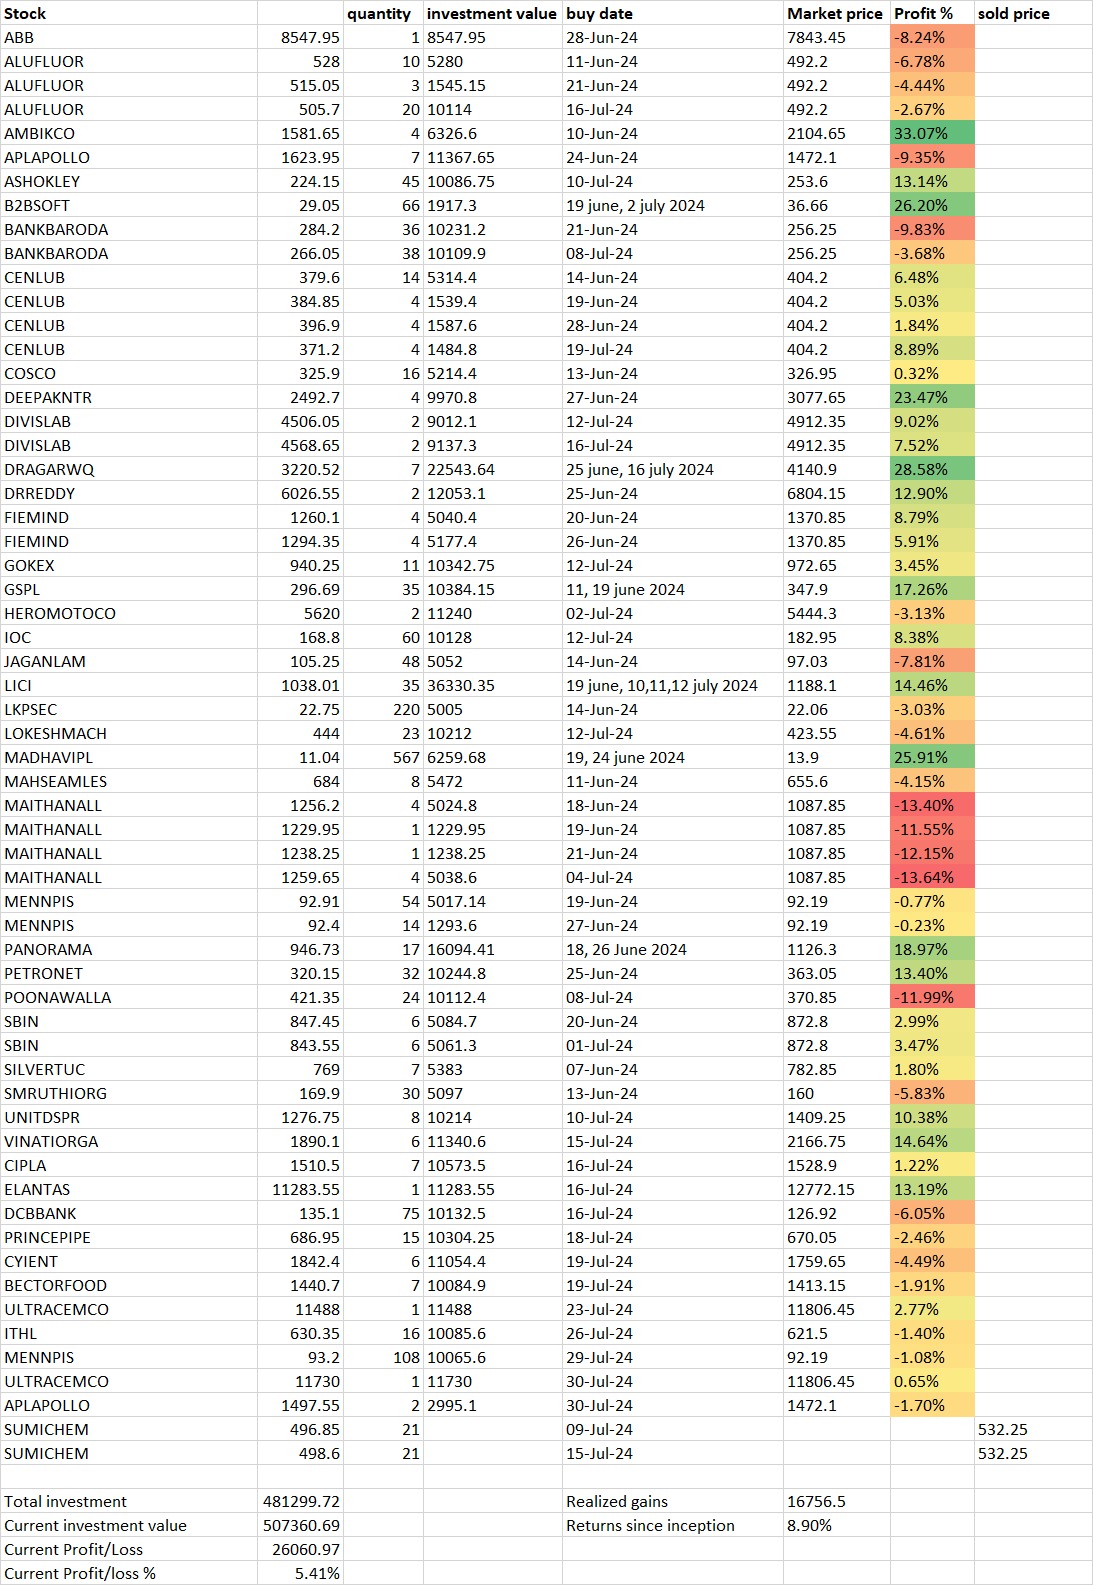 Stock quantity investment value buy date Market price Profit % sold price
ABB 8547.95 1 8547.95 28-Jun-24 7843.45 -8.24%
ALUFLUOR 528 10 5280 11-Jun-24 492.2 -6.78%
ALUFLUOR 515.05 3 1545.15 21-Jun-24 492.2 -4.44%
ALUFLUOR 505.7 20 10114 16-Jul-24 492.2 -2.67%
AMBIKCO 1581.65 4 6326.6 10-Jun-24 2104.65 33.07%
APLAPOLLO 1623.95 7 11367.65 24-Jun-24 1472.1 -9.35%
ASHOKLEY 224.15 45 10086.75 10-Jul-24 253.6 13.14%
B2BSOFT 29.05 66 1917.3 19 june, 2 july 2024 36.66 26.20%
BANKBARODA 284.2 36 10231.2 21-Jun-24 256.25 -9.83%
BANKBARODA 266.05 38 10109.9 08-Jul-24 256.25 -3.68%
CENLUB 379.6 14 5314.4 14-Jun-24 404.2 6.48%
CENLUB 384.85 4 1539.4 19-Jun-24 404.2 5.03%
CENLUB 396.9 4 1587.6 28-Jun-24 404.2 1.84%
CENLUB 371.2 4 1484.8 19-Jul-24 404.2 8.89%
COSCO 325.9 16 5214.4 13-Jun-24 326.95 0.32%
DEEPAKNTR 2492.7 4 9970.8 27-Jun-24 3077.65 23.47%
DIVISLAB 4506.05 2 9012.1 12-Jul-24 4912.35 9.02%
DIVISLAB 4568.65 2 9137.3 16-Jul-24 4912.35 7.52%
DRAGARWQ 3220.52 7 22543.64 25 june, 16 july 2024 4140.9 28.58%
DRREDDY 6026.55 2 12053.1 25-Jun-24 6804.15 12.90%
FIEMIND 1260.1 4 5040.4 20-Jun-24 1370.85 8.79%
FIEMIND 1294.35 4 5177.4 26-Jun-24 1370.85 5.91%
GOKEX 940.25 11 10342.75 12-Jul-24 972.65 3.45%
GSPL 296.69 35 10384.15 11, 19 june 2024 347.9 17.26%
HEROMOTOCO 5620 2 11240 02-Jul-24 5444.3 -3.13%
IOC 168.8 60 10128 12-Jul-24 182.95 8.38%
JAGANLAM 105.25 48 5052 14-Jun-24 97.03 -7.81%
LICI 1038.01 35 36330.35 19 june, 10,11,12 july 2024 1188.1 14.46%
LKPSEC 22.75 220 5005 14-Jun-24 22.06 -3.03%
LOKESHMACH 444 23 10212 12-Jul-24 423.55 -4.61%
MADHAVIPL 11.04 567 6259.68 19, 24 june 2024 13.9 25.91%
MAHSEAMLES 684 8 5472 11-Jun-24 655.6 -4.15%
MAITHANALL 1256.2 4 5024.8 18-Jun-24 1087.85 -13.40%
MAITHANALL 1229.95 1 1229.95 19-Jun-24 1087.85 -11.55%
MAITHANALL 1238.25 1 1238.25 21-Jun-24 1087.85 -12.15%
MAITHANALL 1259.65 4 5038.6 04-Jul-24 1087.85 -13.64%
MENNPIS 92.91 54 5017.14 19-Jun-24 92.19 -0.77%
MENNPIS 92.4 14 1293.6 27-Jun-24 92.19 -0.23%
PANORAMA 946.73 17 16094.41 18, 26 June 2024 1126.3 18.97%
PETRONET 320.15 32 10244.8 25-Jun-24 363.05 13.40%
POONAWALLA 421.35 24 10112.4 08-Jul-24 370.85 -11.99%
SBIN 847.45 6 5084.7 20-Jun-24 872.8 2.99%
SBIN 843.55 6 5061.3 01-Jul-24 872.8 3.47%
SILVERTUC 769 7 5383 07-Jun-24 782.85 1.80%
SMRUTHIORG 169.9 30 5097 13-Jun-24 160 -5.83%
UNITDSPR 1276.75 8 10214 10-Jul-24 1409.25 10.38%
VINATIORGA 1890.1 6 11340.6 15-Jul-24 2166.75 14.64%
CIPLA 1510.5 7 10573.5 16-Jul-24 1528.9 1.22%
ELANTAS 11283.55 1 11283.55 16-Jul-24 12772.15 13.19%
DCBBANK 135.1 75 10132.5 16-Jul-24 126.92 -6.05%
PRINCEPIPE 686.95 15 10304.25 18-Jul-24 670.05 -2.46%
CYIENT 1842.4 6 11054.4 19-Jul-24 1759.65 -4.49%
BECTORFOOD 1440.7 7 10084.9 19-Jul-24 1413.15 -1.91%
ULTRACEMCO 11488 1 11488 23-Jul-24 11806.45 2.77%
ITHL 630.35 16 10085.6 26-Jul-24 621.5 -1.40%
MENNPIS 93.2 108 10065.6 29-Jul-24 92.19 -1.08%
ULTRACEMCO 11730 1 11730 30-Jul-24 11806.45 0.65%
APLAPOLLO 1497.55 2 2995.1 30-Jul-24 1472.1 -1.70%
SUMICHEM 496.85 21 09-Jul-24 532.25
SUMICHEM 498.6 21 15-Jul-24 532.25
Total investment 481299.72 Realized gains 16756.5
Current investment value 507360.69 Returns since inception 8.90%
Current Profit/Loss 26060.97
Current Profit/loss % 5.41%